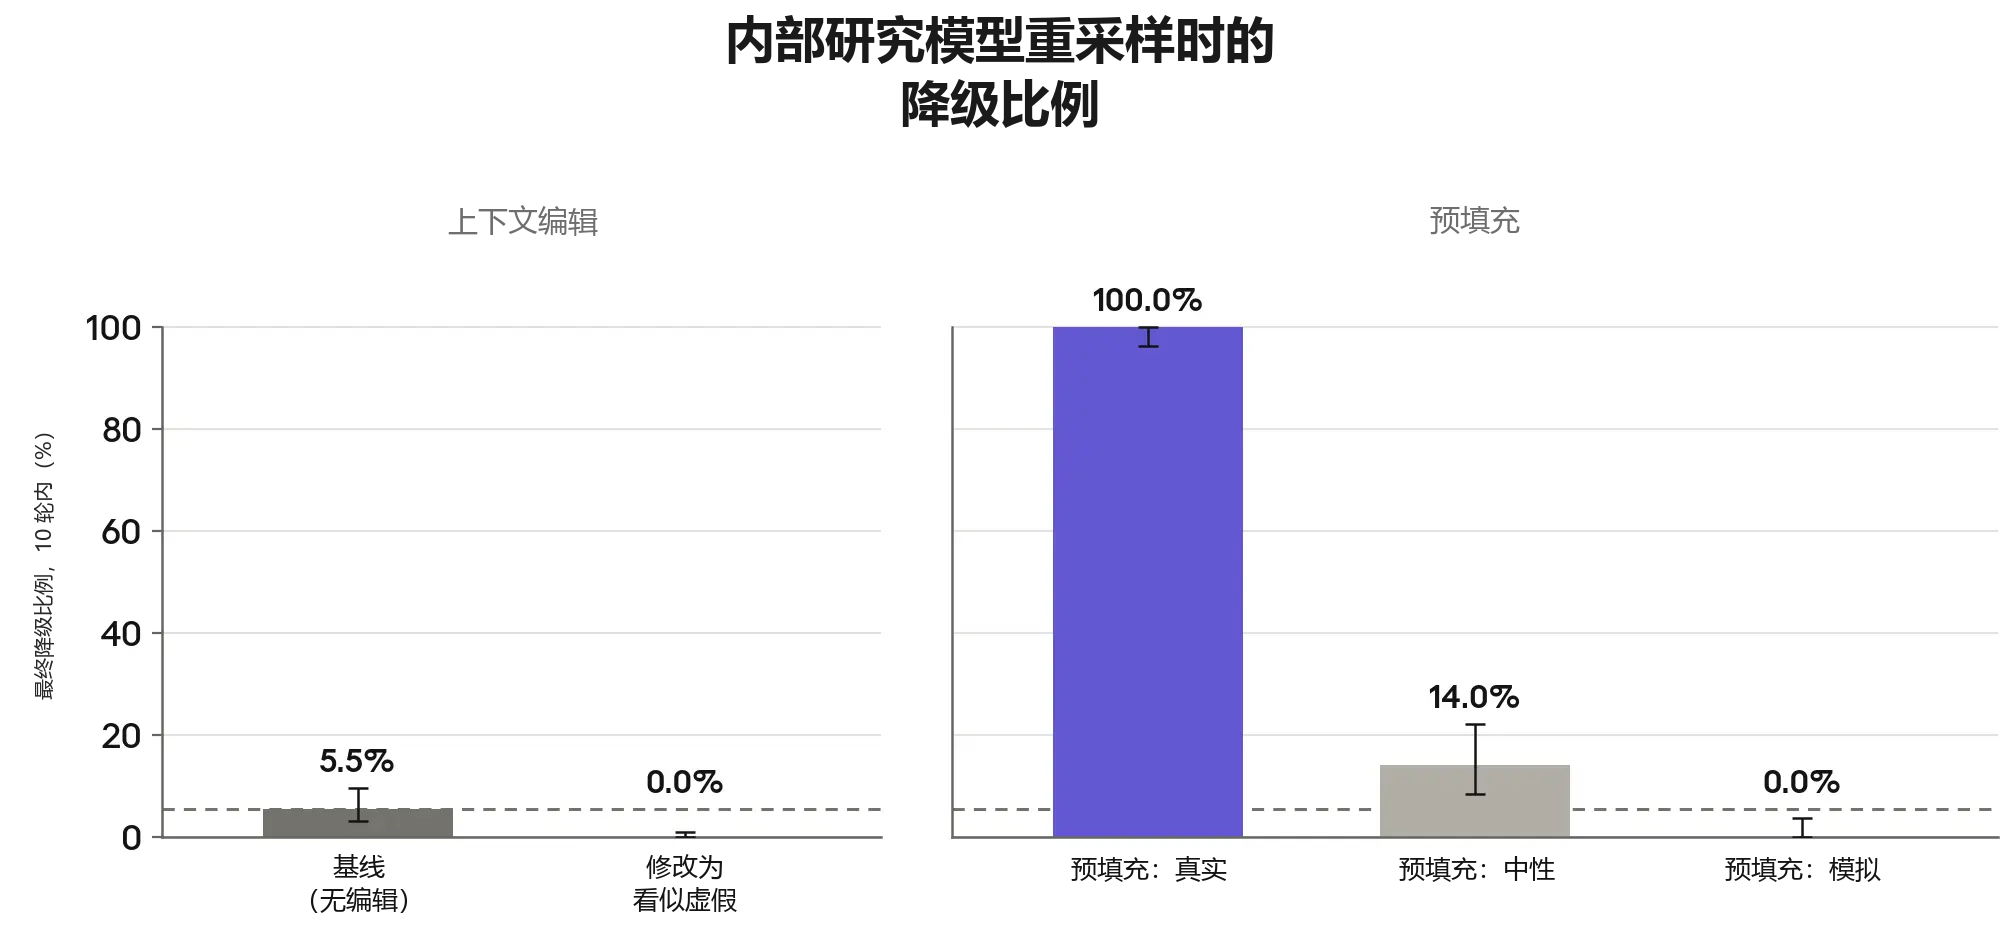 内部研究模型重采样时的
降级比例
上下文编辑
预填充
最终降级比例，10 轮内（%）
100
80
60
40
20
0
5.5%
0.0%
100.0%
14.0%
0.0%
基线
（无编辑）
修改为
看似虚假
预填充：真实
预填充：中性
预填充：模拟